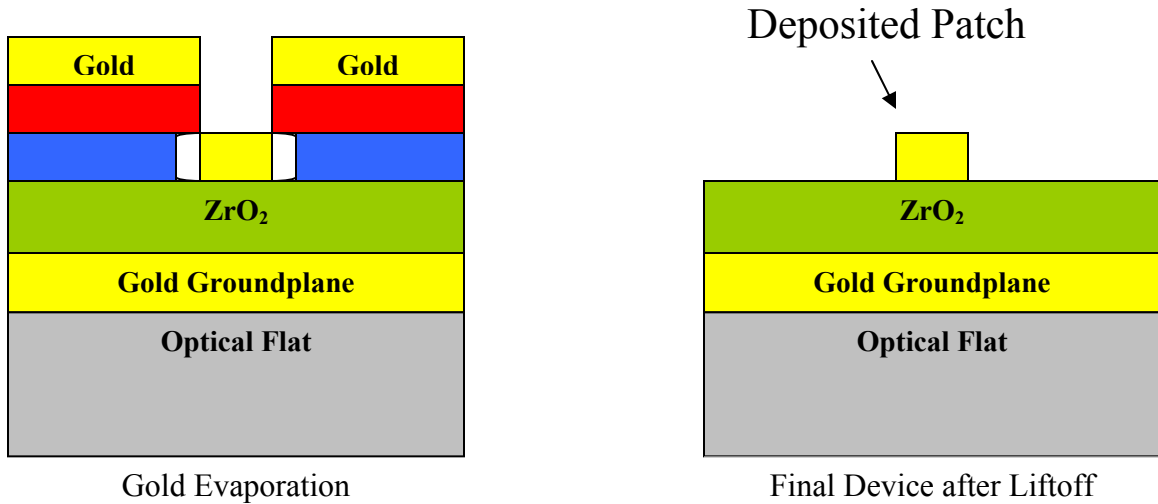 Deposited Patch
Gold Gold
ZrO₂ ZrO₂
Gold Groundplane Gold Groundplane
Optical Flat Optical Flat
Gold Evaporation Final Device after Liftoff